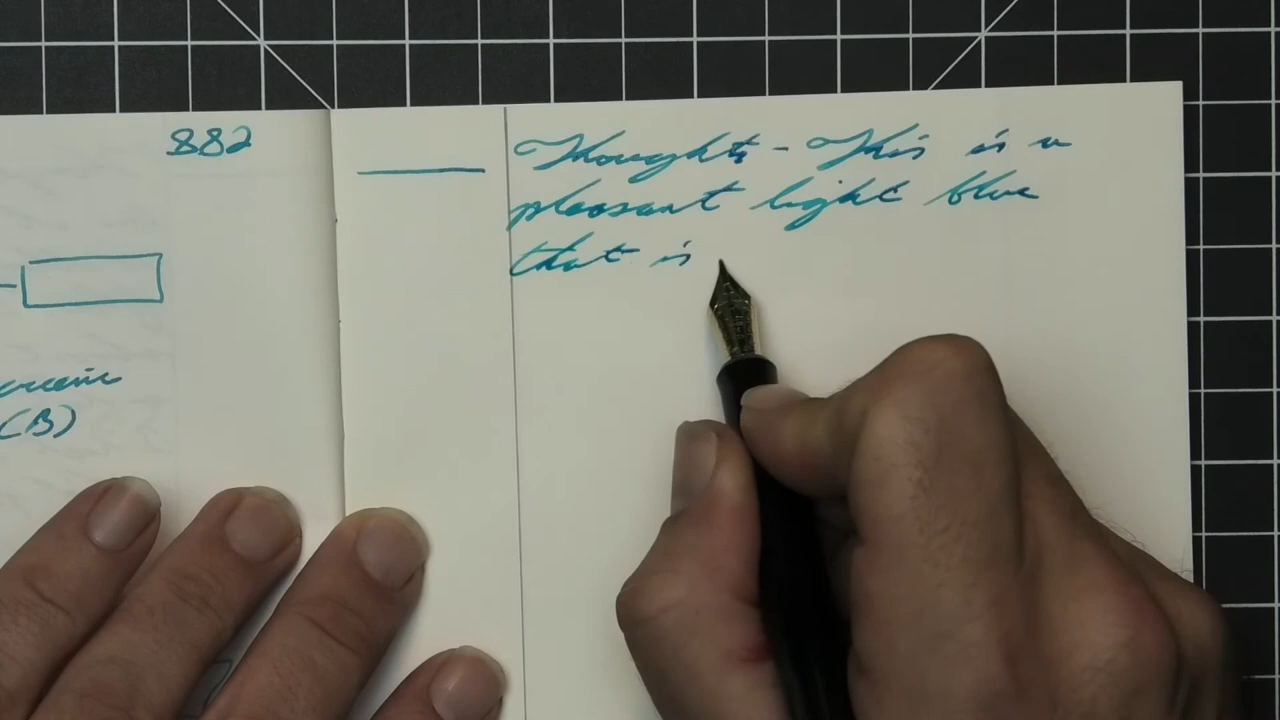 882
(B)
Thoughts - This is a
pleasant light blue
that is